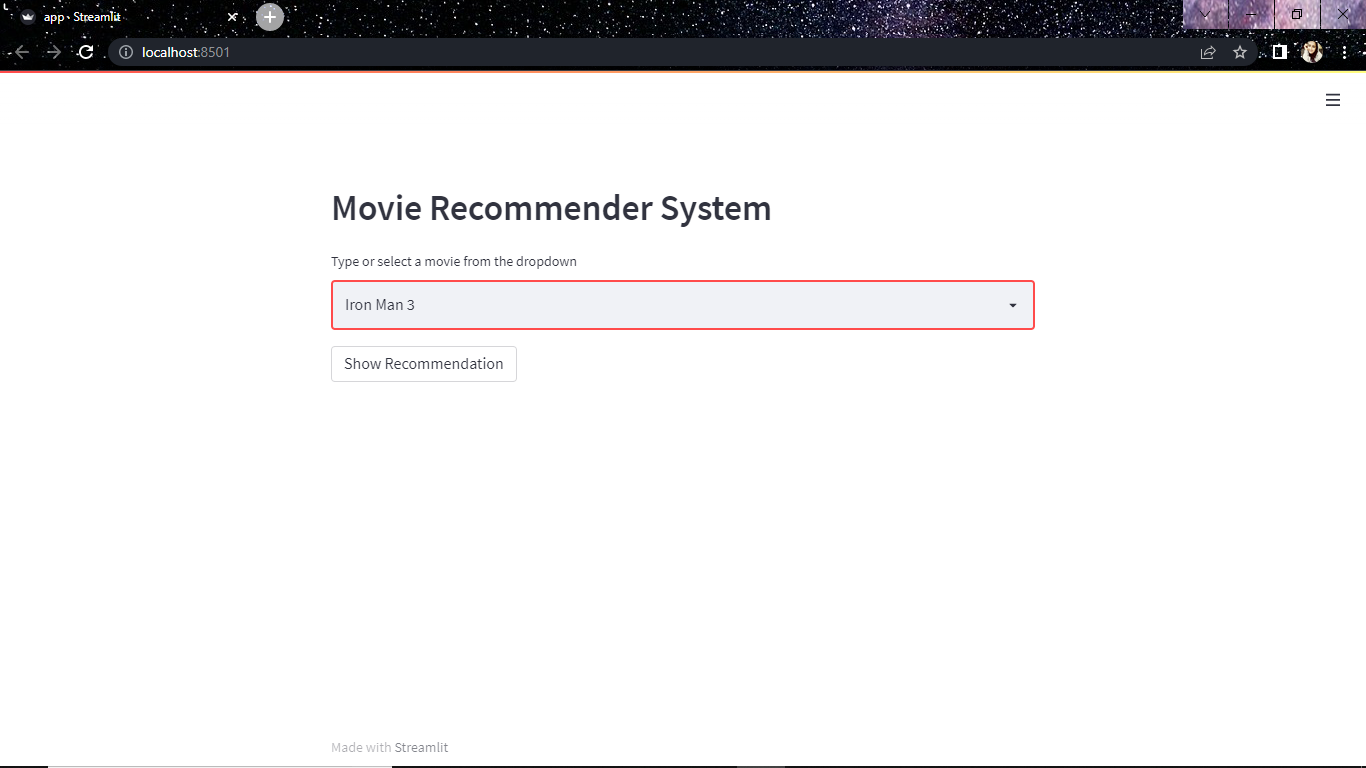 app · Streamlit
localhost:8501
Movie Recommender System
Type or select a movie from the dropdown
Iron Man 3
Show Recommendation
Made with Streamlit